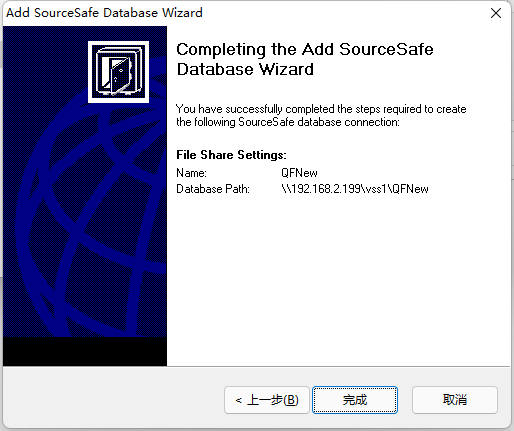 Add SourceSafe Database Wizard
Completing the Add SourceSafe
Database Wizard
You have successfully completed the steps required to create
the following SourceSafe database connection:
File Share Settings:
Name: QFNew
Database Path: \\192.168.2.199\vss1\QFNew
< 上一步(B)
完成
取消